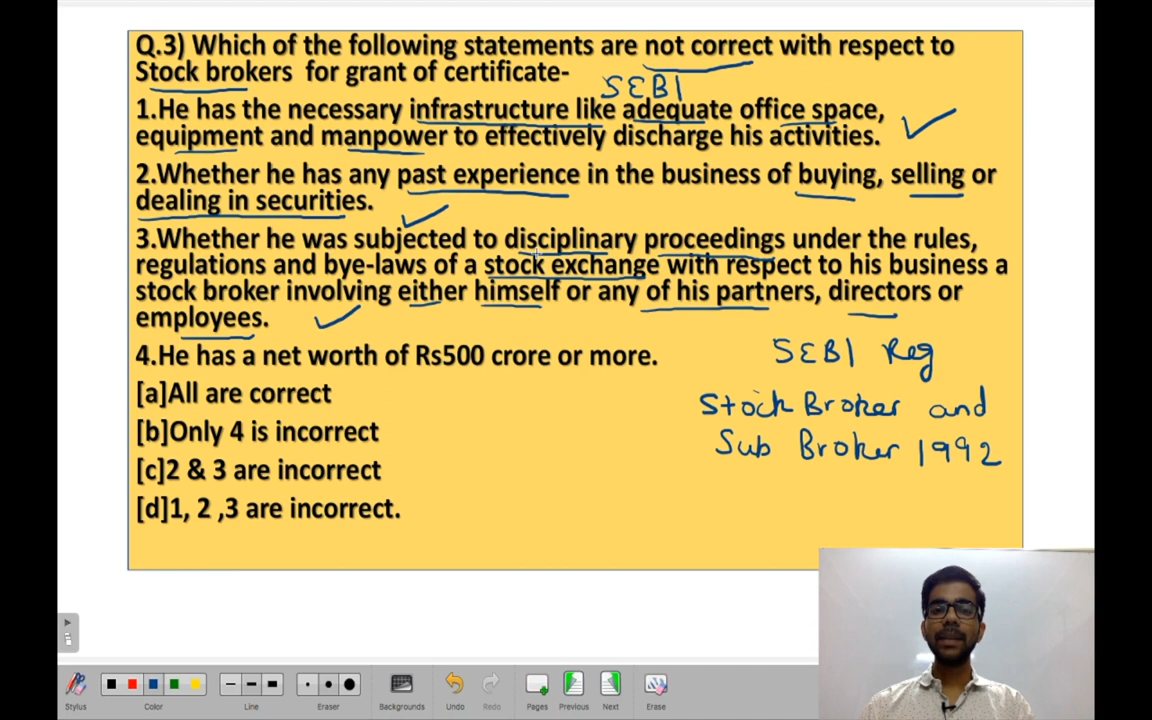 Q.3) Which of the following statements are not correct with respect to
Stock brokers for grant of certificate-
SEBI
1.He has the necessary infrastructure like adequate office space,
equipment and manpower to effectively discharge his activities.
2.Whether he has any past experience in the business of buying, selling or
dealing in securities.
3.Whether he was subjected to disciplinary proceedings under the rules,
regulations and bye-laws of a stock exchange with respect to his business a
stock broker involving either himself or any of his partners, directors or
employees.
4.He has a net worth of Rs500 crore or more.
SEBI Reg
[a]All are correct
Stock Broker and
[b]Only 4 is incorrect
Sub Broker 1992
[c]2 & 3 are incorrect
[d]1, 2 ,3 are incorrect.
Stylus
Color
Line
Eraser
Backgrounds
Undo
Redo
Pages
Previous
Next
Erase